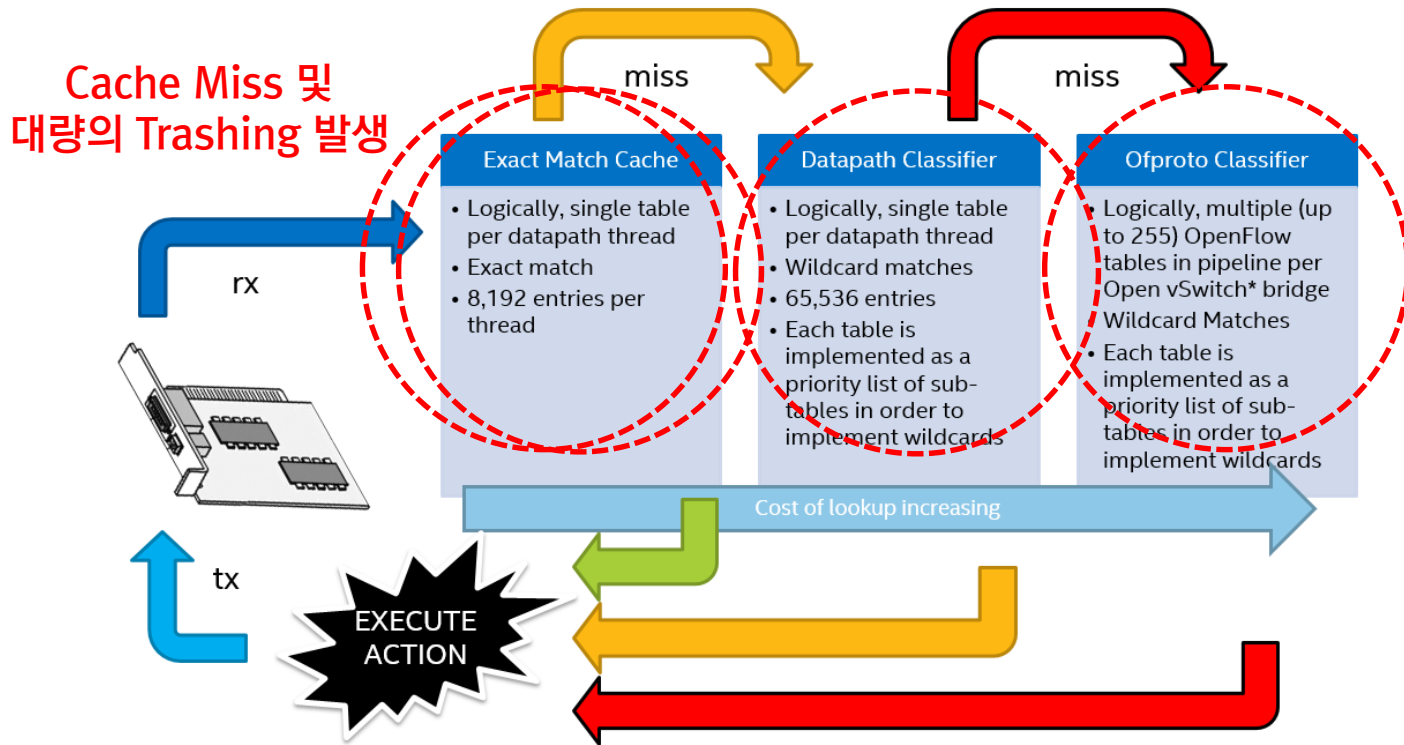 Cache Miss 및
대량의 Trashing 발생
miss
miss
Exact Match Cache
• Logically, single table
per datapath thread
• Exact match
• 8,192 entries per
thread
Datapath Classifier
• Logically, single table
per datapath thread
• Wildcard matches
• 65,536 entries
• Each table is
implemented as a
priority list of sub-
tables in order to
implement wildcards
Ofproto Classifier
• Logically, multiple (up
to 255) OpenFlow
tables in pipeline per
Open vSwitch* bridge
• Wildcard Matches
• Each table is
implemented as a
priority list of sub-
tables in order to
implement wildcards
rx
Cost of lookup increasing
tx
EXECUTE
ACTION